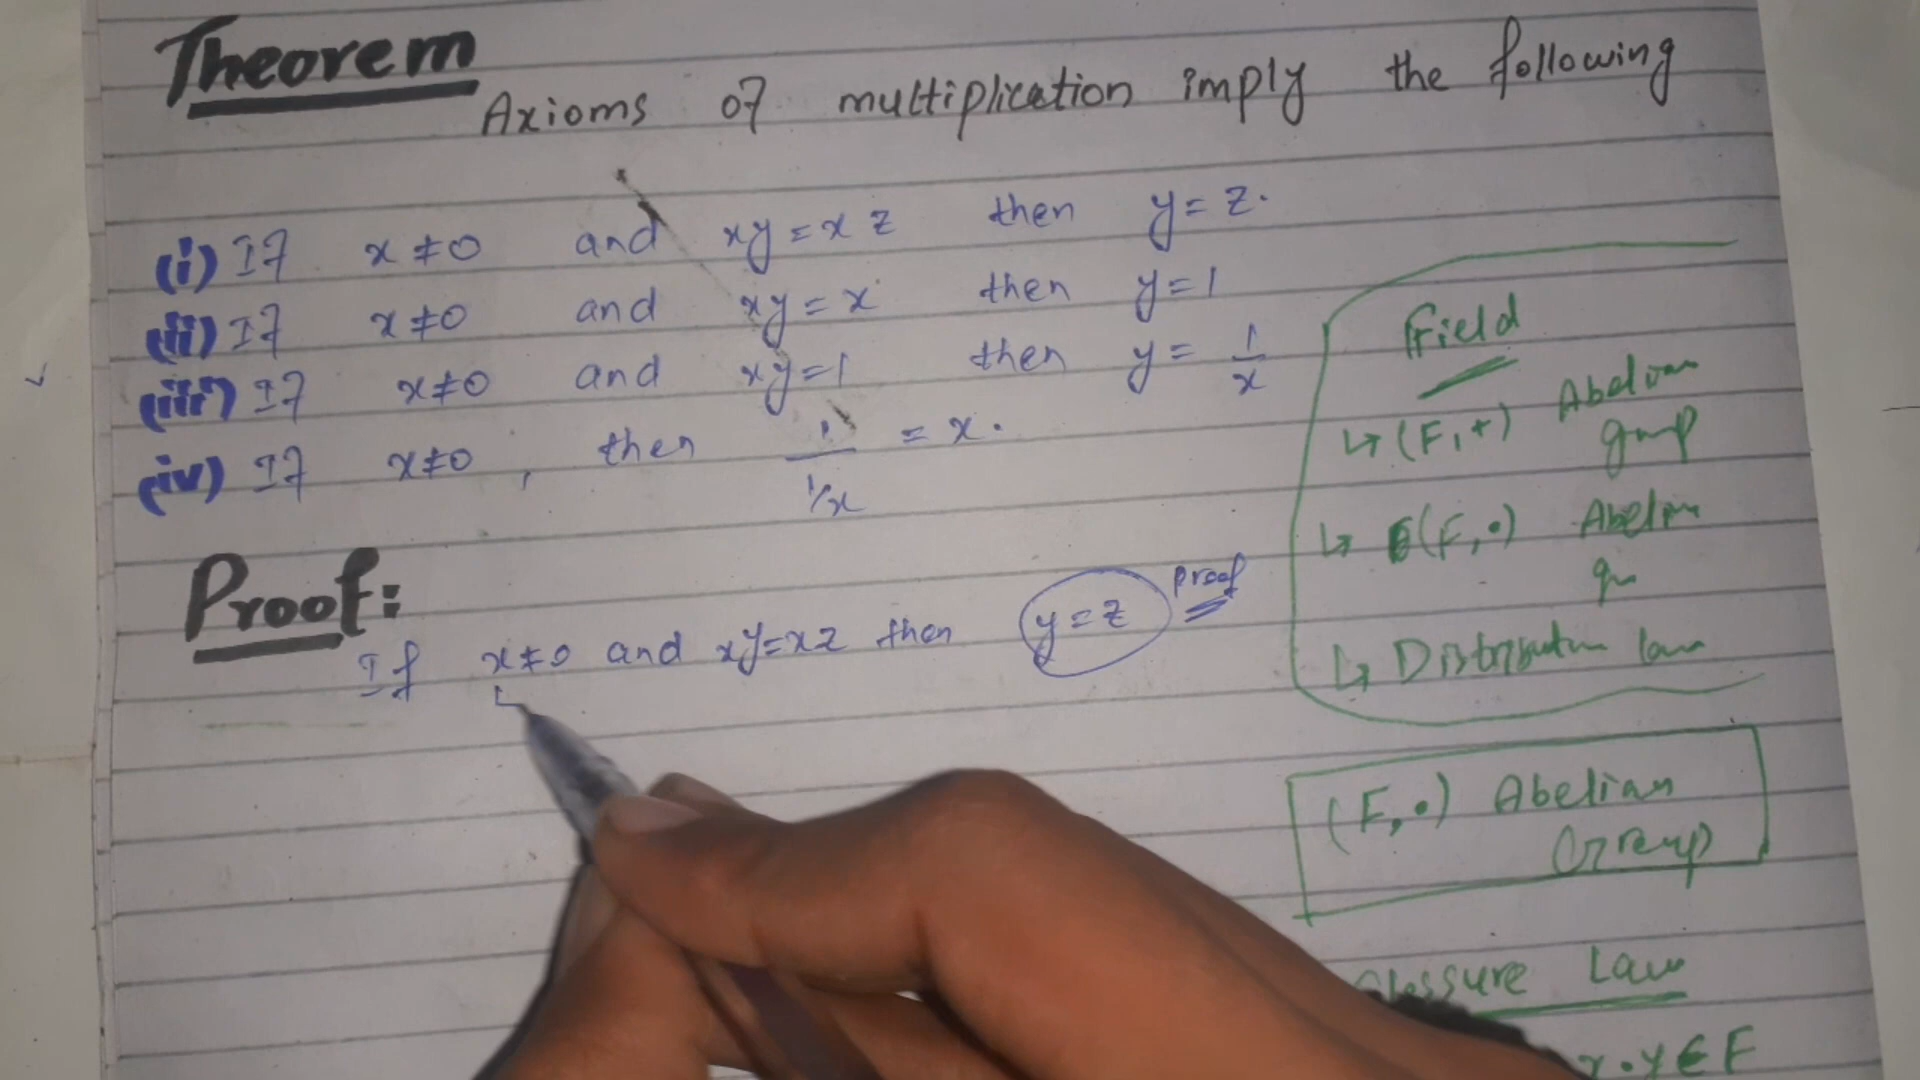 Theorem
Axioms of multiplication imply the following
(i) If x ≠ 0 and xy = xz then y = z.
(ii) If x ≠ 0 and xy = x then y = 1
(iii) If x ≠ 0 and xy = 1 then y = 1/x
(iv) If x ≠ 0, then 1/(1/x) = x.
Proof:
If x ≠ 0 and xy = xz then y = z proof
Field
↳ (F, +) Abelian
group
↳ (F, •) Abelian
↳ Distribution law
(F, •) Abelian
Group
Clossure Law
x • y ∈ F